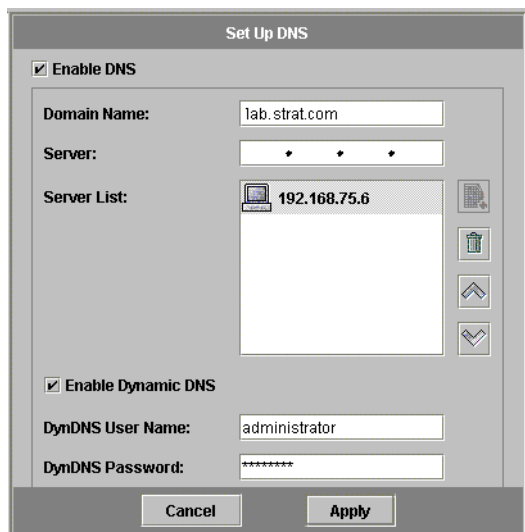 Set Up DNS
Enable DNS
Domain Name: lab.strat.com
Server: . . .
Server List: 192.168.75.6
Enable Dynamic DNS
DynDNS User Name: administrator
DynDNS Password: ********
Cancel Apply